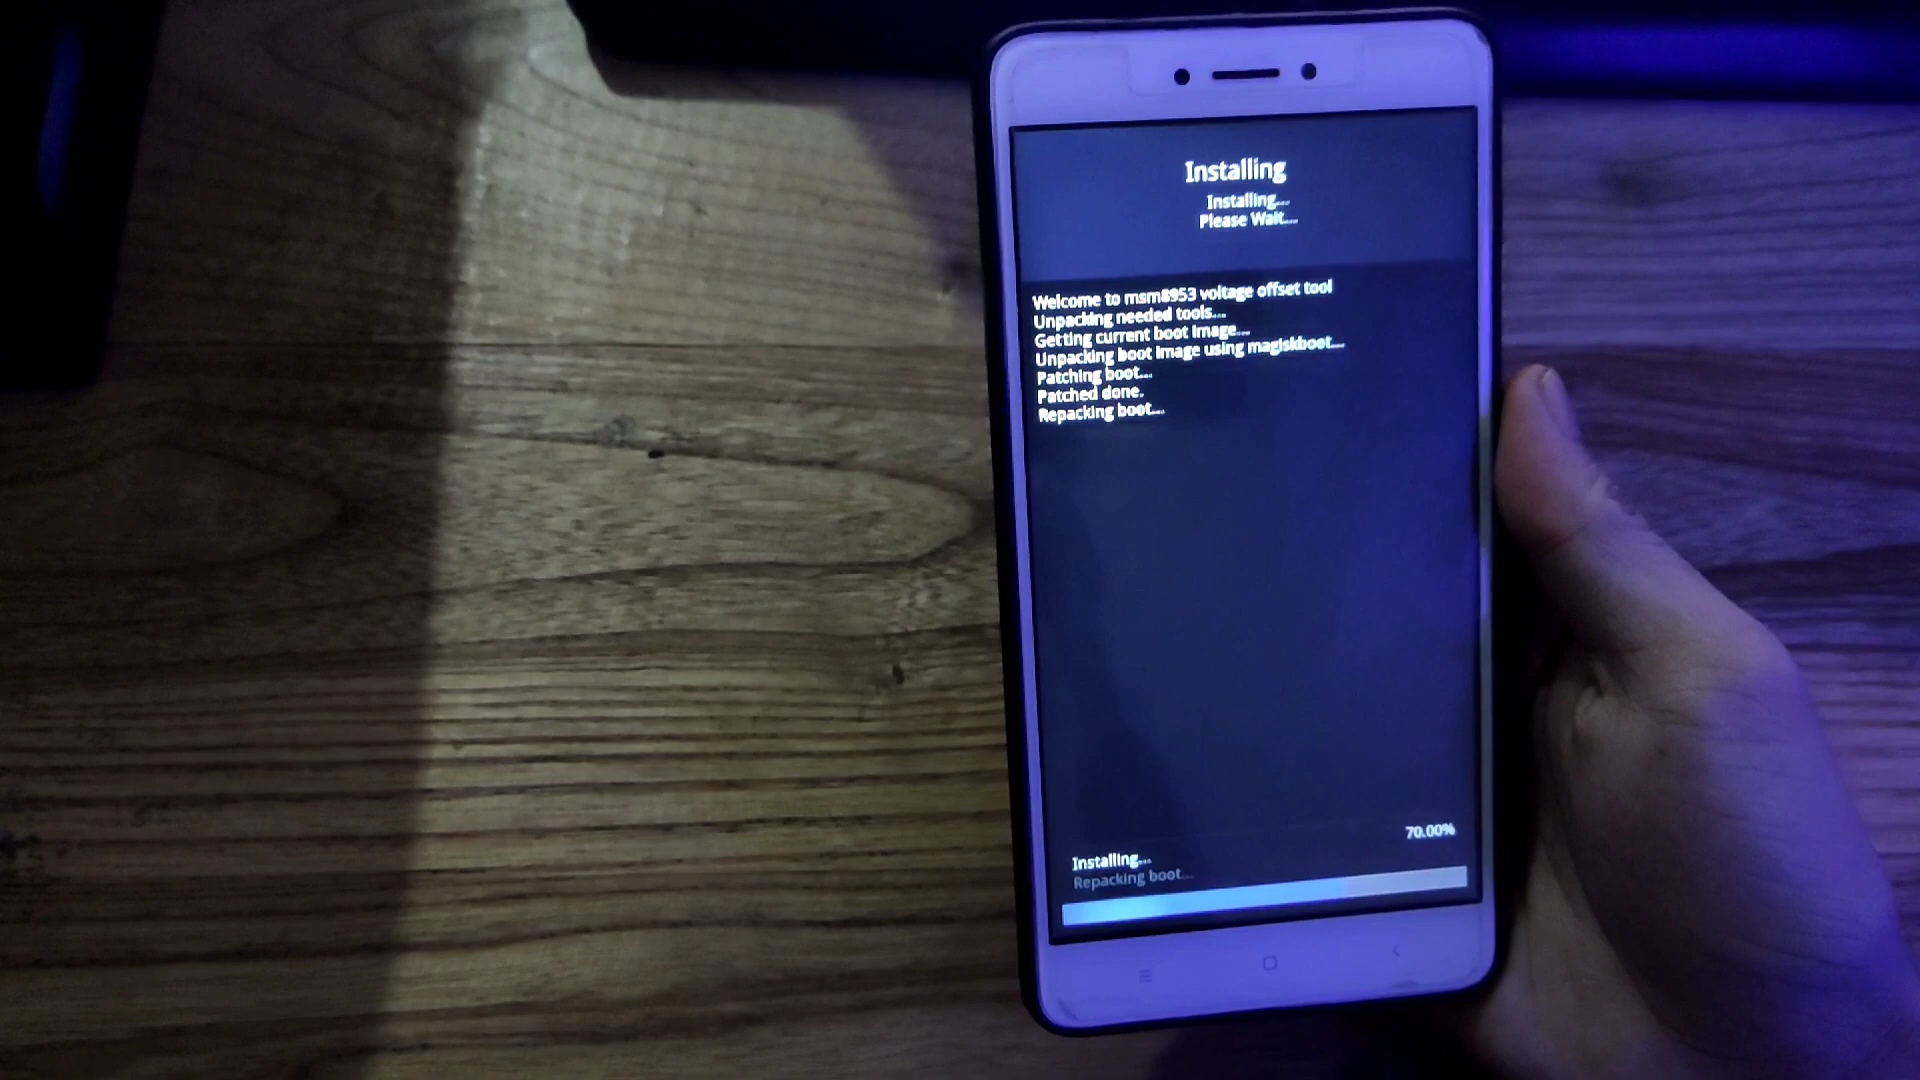 Installing
Installing...
Please Wait...
Welcome to msm8953 voltage offset tool
Unpacking needed tools...
Getting current boot image...
Unpacking boot image using magiskboot...
Patching boot...
Patched done.
Repacking boot...
70.00%
Installing...
Repacking boot...